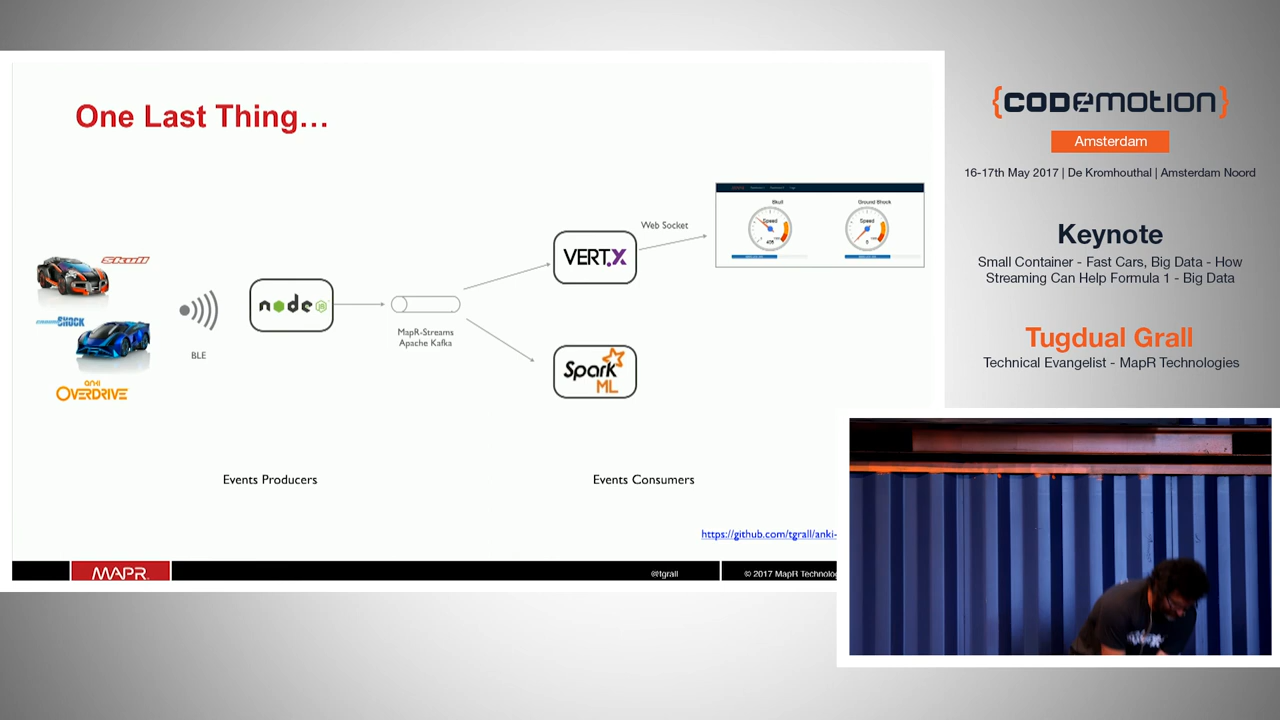 One Last Thing…
Skull
GROUND SHOCK
anki
OVERDRIVE
BLE
node
JS
MapR-Streams
Apache Kafka
VERT.X
Spark
ML
Web Socket
Skull
Ground Shock
Speed
Speed
0
Events Producers
Events Consumers
https://github.com/tgrall/anki-
MAPR
@tgrall
© 2017 MapR Technolo
{CODEMOTION}
Amsterdam
16-17th May 2017 | De Kromhouthal | Amsterdam Noord
Keynote
Small Container - Fast Cars, Big Data - How
Streaming Can Help Formula 1 - Big Data
Tugdual Grall
Technical Evangelist - MapR Technologies